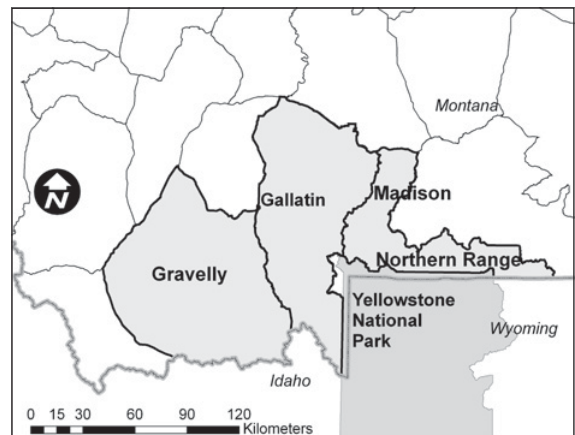 Montana
N
Madison
Gallatin
Northern Range
Gravelly
Yellowstone
National
Park
Wyoming
Idaho
0 15 30 60 90 120
Kilometers